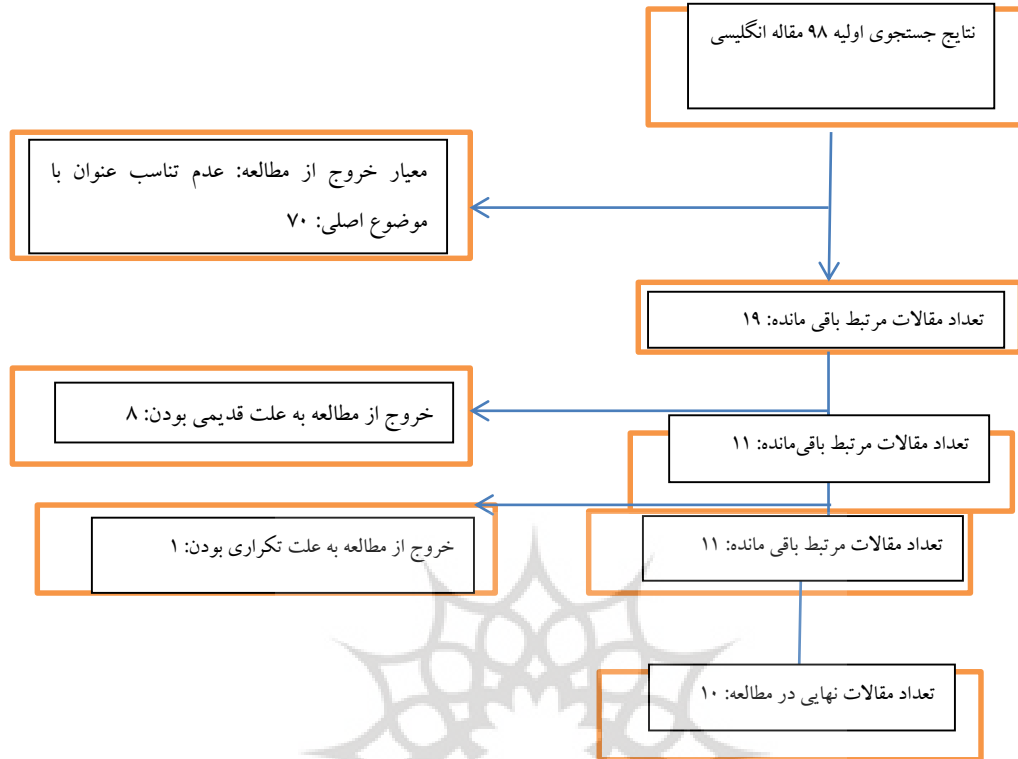 نتایج جستجوی اولیه ۹۸ مقاله انگلیسی
معیار خروج از مطالعه: عدم تناسب عنوان با
موضوع اصلی: ۷۰
تعداد مقالات مرتبط باقی مانده: ۱۹
خروج از مطالعه به علت قدیمی بودن: ۸
تعداد مقالات مرتبط باقی‌مانده: ۱۱
خروج از مطالعه به علت تکراری بودن: ۱
تعداد مقالات مرتبط باقی مانده: ۱۱
تعداد مقالات نهایی در مطالعه: ۱۰